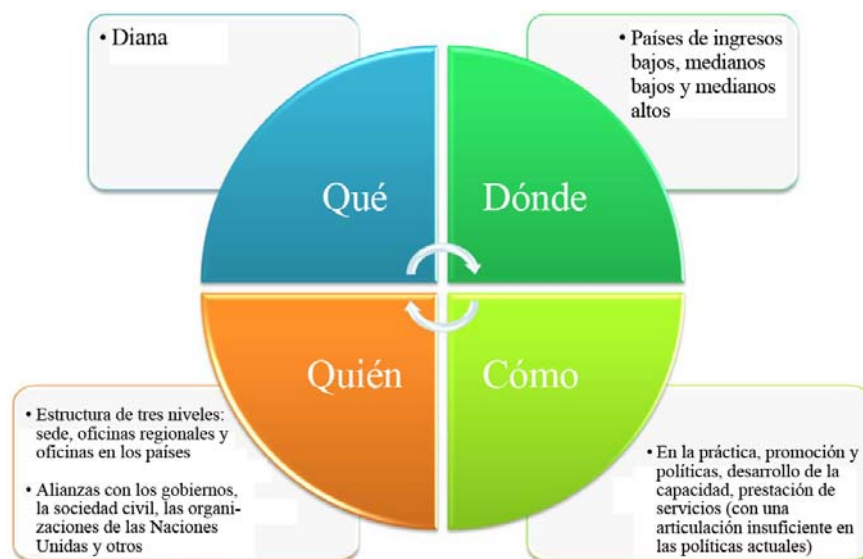 • Diana
• Países de ingresos
bajos, medianos
bajos y medianos
altos
Qué
Dónde
Quién
Cómo
• Estructura de tres niveles:
sede, oficinas regionales y
oficinas en los países
• Alianzas con los gobiernos,
la sociedad civil, las organi-
zaciones de las Naciones
Unidas y otros
• En la práctica, promoción y
políticas, desarrollo de la
capacidad, prestación de
servicios (con una
articulación insuficiente en
las políticas actuales)